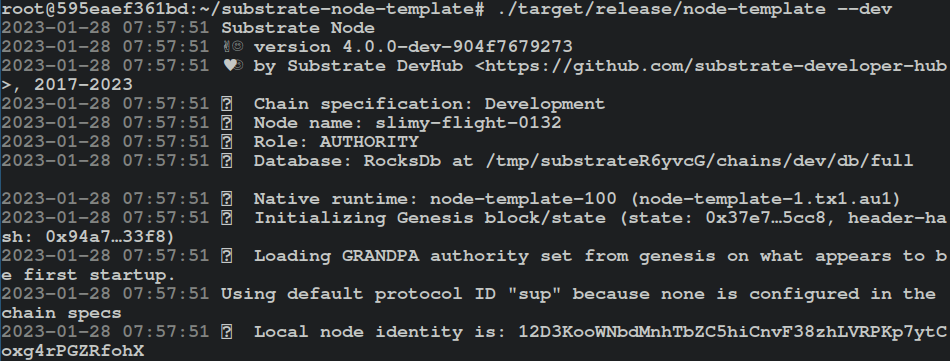 root@595eaef361bd:~/substrate-node-template# ./target/release/node-template --dev
2023-01-28 07:57:51 Substrate Node
2023-01-28 07:57:51 ✌️ version 4.0.0-dev-904f7679273
2023-01-28 07:57:51 ❤️ by Substrate DevHub <https://github.com/substrate-developer-hub
>, 2017-2023
2023-01-28 07:57:51 Chain specification: Development
2023-01-28 07:57:51 Node name: slimy-flight-0132
2023-01-28 07:57:51 Role: AUTHORITY
2023-01-28 07:57:51 Database: RocksDb at /tmp/substrateR6yvcG/chains/dev/db/full
2023-01-28 07:57:51 Native runtime: node-template-100 (node-template-1.tx1.au1)
2023-01-28 07:57:51 Initializing Genesis block/state (state: 0x37e7…5cc8, header-ha
sh: 0x94a7…33f8)
2023-01-28 07:57:51 Loading GRANDPA authority set from genesis on what appears to b
e first startup.
2023-01-28 07:57:51 Using default protocol ID "sup" because none is configured in the
chain specs
2023-01-28 07:57:51 Local node identity is: 12D3KooWNbdMnhTbZC5hiCnvF38zhLVRPKp7ytC
oxg4rPGZRfohX